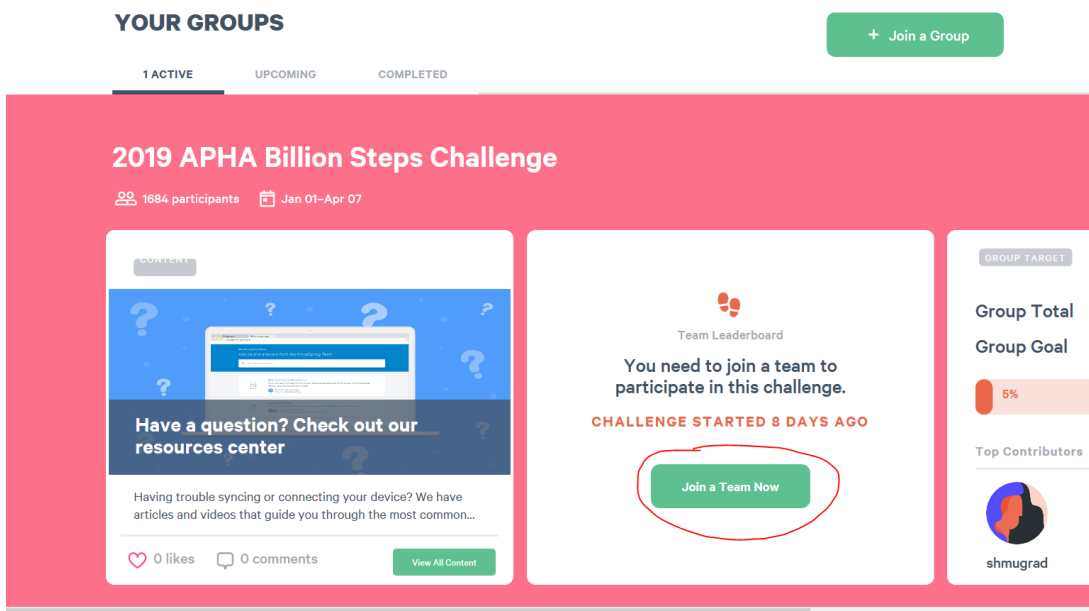 YOUR GROUPS
+ Join a Group
1 ACTIVE
UPCOMING
COMPLETED
2019 APHA Billion Steps Challenge
1684 participants
Jan 01–Apr 07
CONTENT
Have a question? Check out our
resources center
Having trouble syncing or connecting your device? We have
articles and videos that guide you through the most common...
0 likes
0 comments
View All Content
Team Leaderboard
You need to join a team to
participate in this challenge.
CHALLENGE STARTED 8 DAYS AGO
Join a Team Now
GROUP TARGET
Group Total
Group Goal
5%
Top Contributors
shmugrad